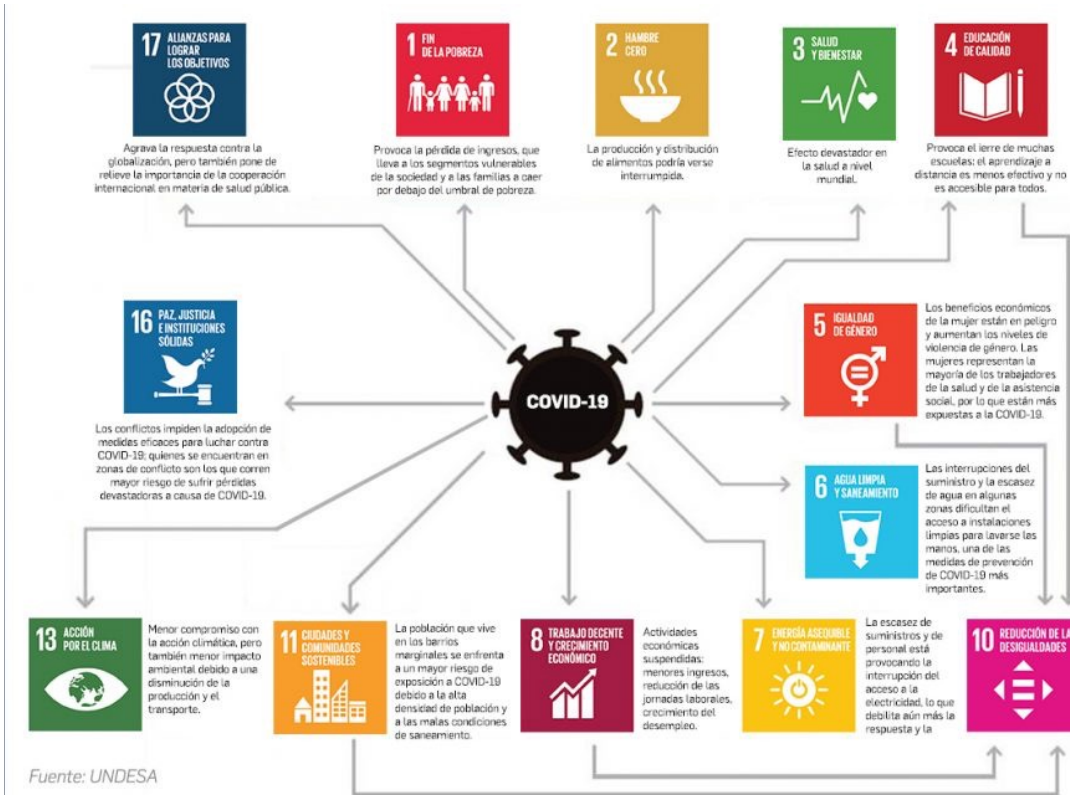 17 ALIANZAS PARA
LOGRAR
LOS OBJETIVOS
Agrava la respuesta contra la
globalización, pero también pone de
relieve la importancia de la cooperación
internacional en materia de salud pública.
1 FIN
DE LA POBREZA
Provoca la pérdida de ingresos, que
lleva a los segmentos vulnerables
de la sociedad y a las familias a caer
por debajo del umbral de pobreza.
2 HAMBRE
CERO
La producción y distribución
de alimentos podría verse
interrumpida.
3 SALUD
Y BIENESTAR
Efecto devastador en
la salud a nivel
mundial.
4 EDUCACIÓN
DE CALIDAD
Provoca el ierre de muchas
escuelas; el aprendizaje a
distancia es menos efectivo y no
es accesible para todos.
16 PAZ, JUSTICIA
E INSTITUCIONES
SÓLIDAS
Los conflictos impiden la adopción de
medidas eficaces para luchar contra
COVID-19; quienes se encuentran en
zonas de conflicto son los que corren
mayor riesgo de sufrir pérdidas
devastadoras a causa de COVID-19.
COVID-19
5 IGUALDAD
DE GÉNERO
Los beneficios económicos
de la mujer están en peligro
y aumentan los niveles de
violencia de género. Las
mujeres representan la
mayoría de los trabajadores
de la salud y de la asistencia
social, por lo que están más
expuestas a la COVID-19.
6 AGUA LIMPIA
Y SANEAMIENTO
Las interrupciones del
suministro y la escasez
de agua en algunas
zonas dificultan el
acceso a instalaciones
limpias para lavarse las
manos, una de las
medidas de prevención
de COVID-19 más
importantes.
13 ACCIÓN
POR EL CLIMA
Menor compromiso con
la acción climática, pero
también menor impacto
ambiental debido a una
disminución de la
producción y el
transporte.
11 CIUDADES Y
COMUNIDADES
SOSTENIBLES
La población que vive
en los barrios
marginales se enfrenta
a un mayor riesgo de
exposición a COVID-19
debido a la alta
densidad de población y
a las malas condiciones
de saneamiento.
8 TRABAJO DECENTE
Y CRECIMIENTO
ECONÓMICO
Actividades
económicas
suspendidas:
menores ingresos,
reducción de las
jornadas laborales,
crecimiento del
desempleo.
7 ENERGÍA ASEQUIBLE
Y NO CONTAMINANTE
La escasez de
suministros y de
personal está
provocando la
interrupción del
acceso a la
electricidad, lo que
debilita aún más la
respuesta y la
10 REDUCCIÓN DE LA
DESIGUALDADES
Fuente: UNDESA